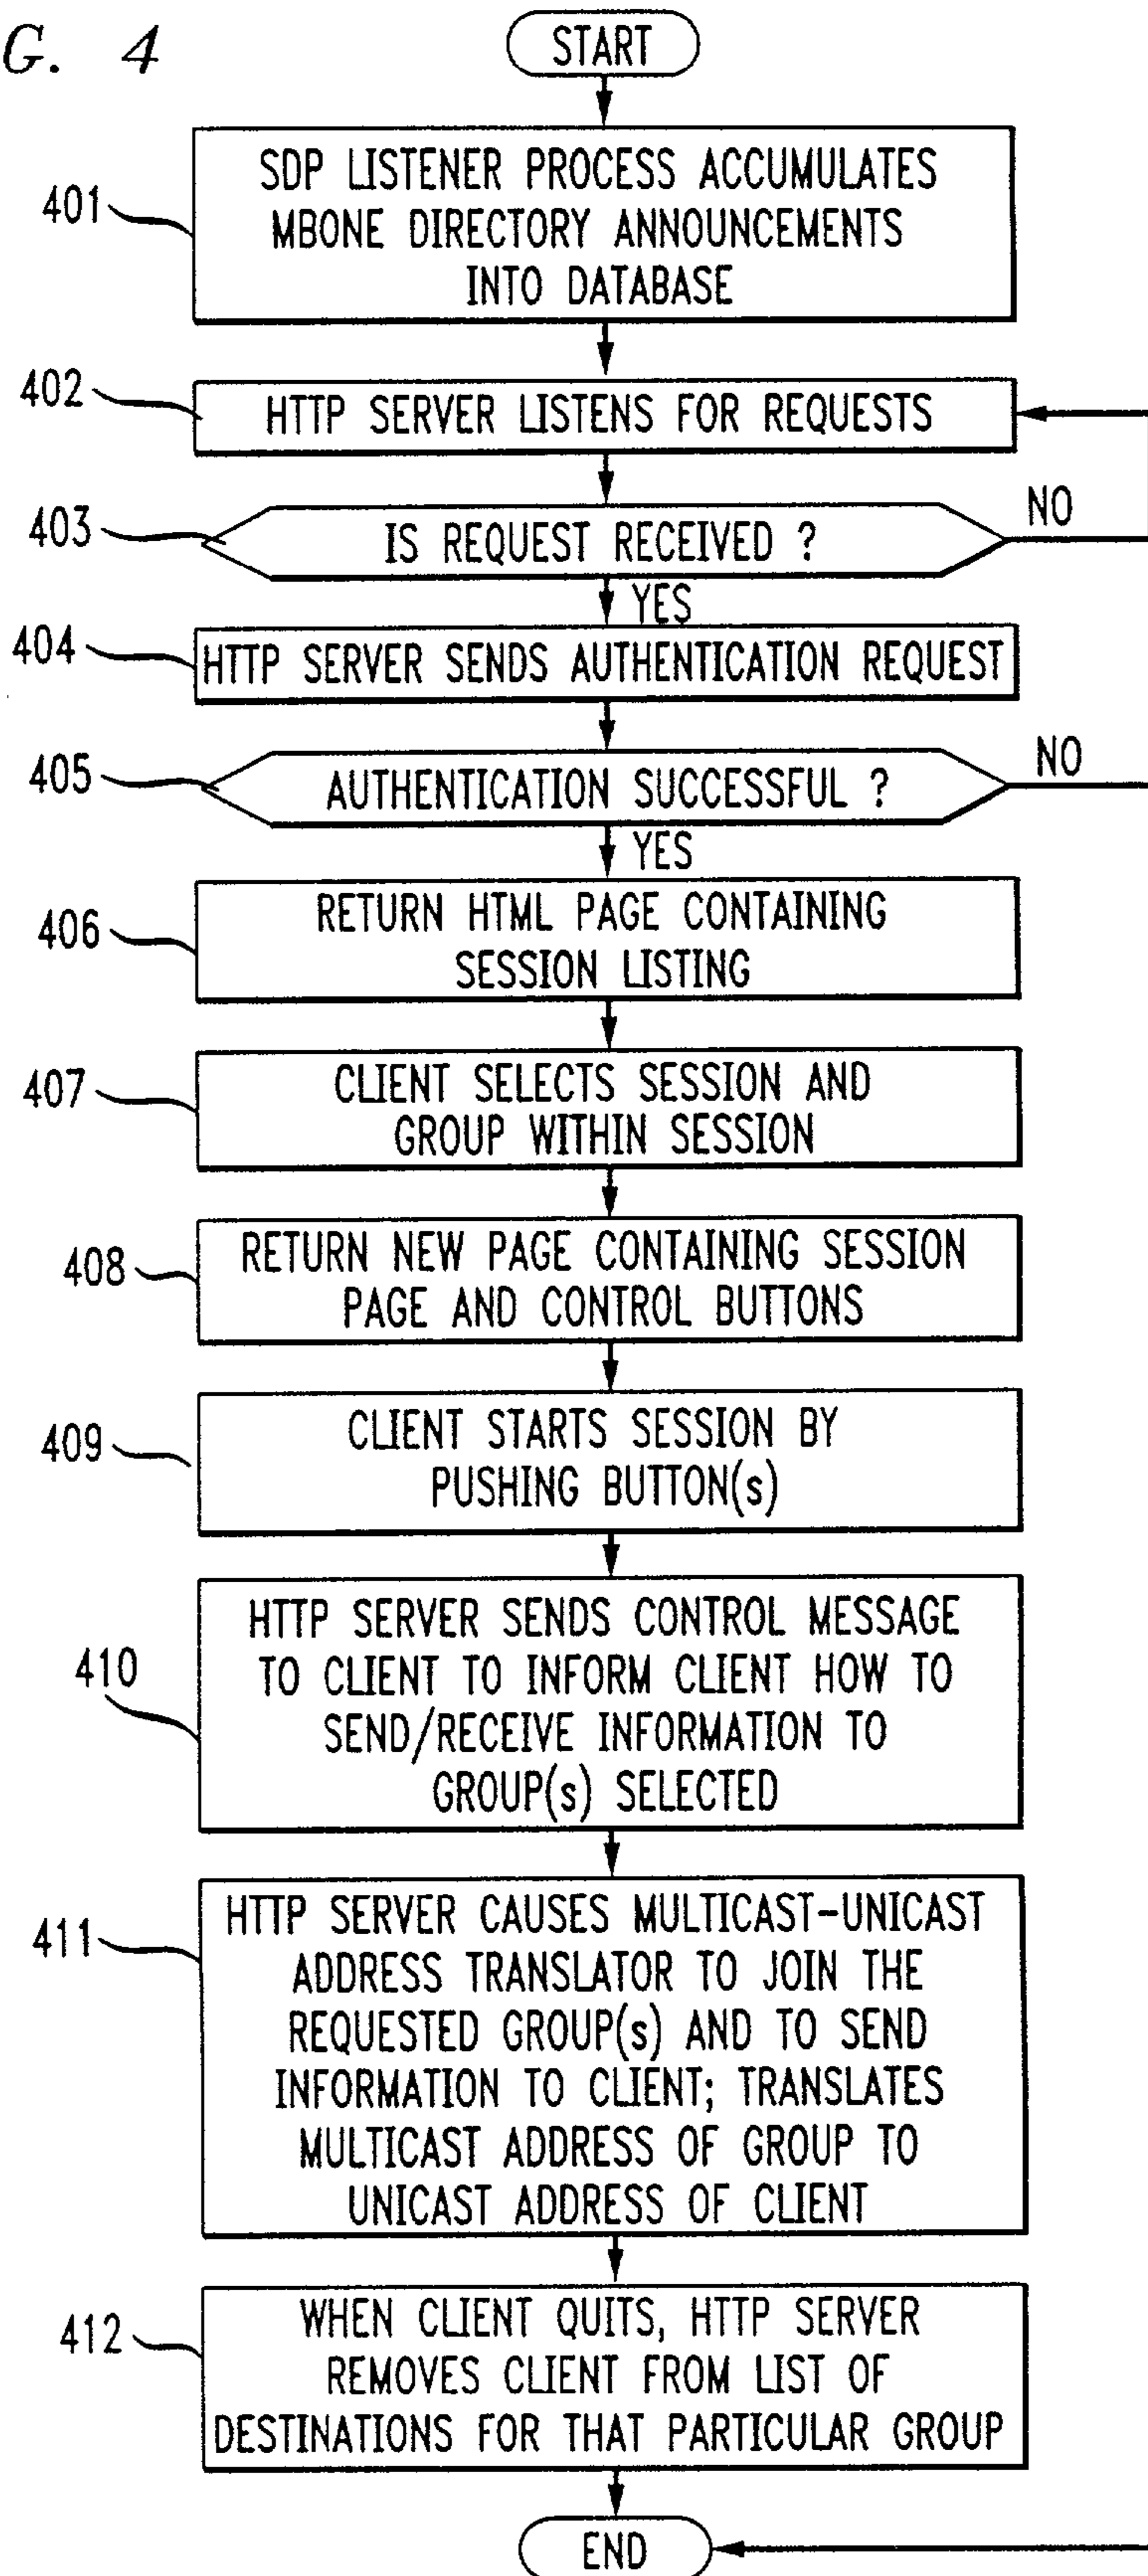 G. 4
START
401
SDP LISTENER PROCESS ACCUMULATES
MBONE DIRECTORY ANNOUNCEMENTS
INTO DATABASE
402
HTTP SERVER LISTENS FOR REQUESTS
403
IS REQUEST RECEIVED ?
NO
YES
404
HTTP SERVER SENDS AUTHENTICATION REQUEST
405
AUTHENTICATION SUCCESSFUL ?
NO
YES
406
RETURN HTML PAGE CONTAINING
SESSION LISTING
407
CLIENT SELECTS SESSION AND
GROUP WITHIN SESSION
408
RETURN NEW PAGE CONTAINING SESSION
PAGE AND CONTROL BUTTONS
409
CLIENT STARTS SESSION BY
PUSHING BUTTON(s)
410
HTTP SERVER SENDS CONTROL MESSAGE
TO CLIENT TO INFORM CLIENT HOW TO
SEND/RECEIVE INFORMATION TO
GROUP(s) SELECTED
411
HTTP SERVER CAUSES MULTICAST-UNICAST
ADDRESS TRANSLATOR TO JOIN THE
REQUESTED GROUP(s) AND TO SEND
INFORMATION TO CLIENT; TRANSLATES
MULTICAST ADDRESS OF GROUP TO
UNICAST ADDRESS OF CLIENT
412
WHEN CLIENT QUITS, HTTP SERVER
REMOVES CLIENT FROM LIST OF
DESTINATIONS FOR THAT PARTICULAR GROUP
END